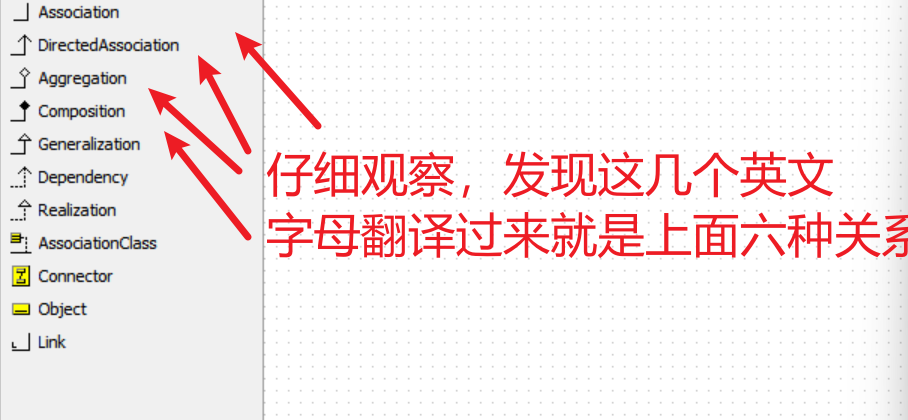 Association
DirectedAssociation
Aggregation
Composition
Generalization
Dependency
Realization
AssociationClass
Connector
Object
Link
仔细观察，发现这几个英文
字母翻译过来就是上面六种关系